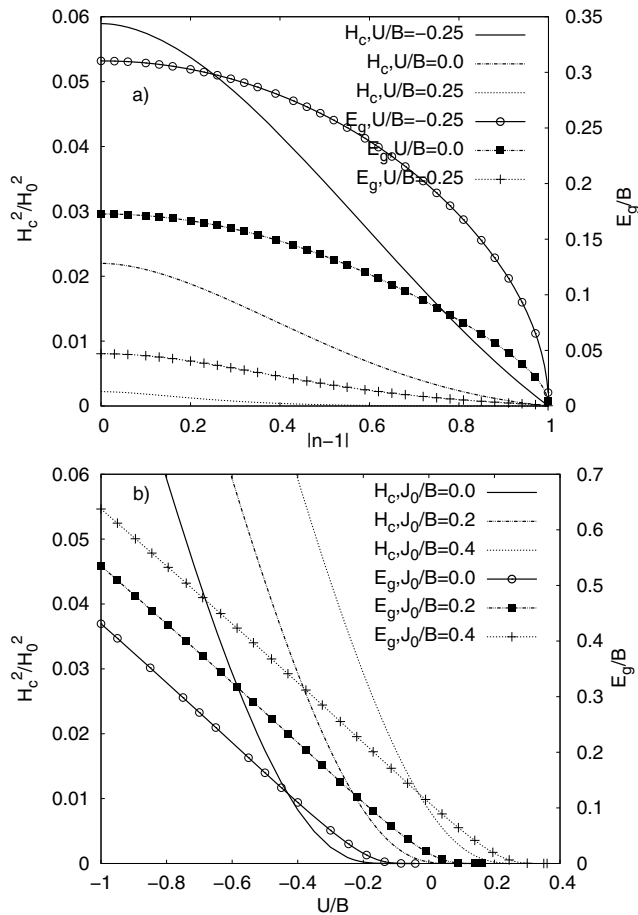 0.06
0.05
0.04
0.03
0.02
0.01
0
H_c^2/H_0^2
a)
H_c,U/B=−0.25
H_c,U/B=0.0
H_c,U/B=0.25
E_g,U/B=−0.25
E_g,U/B=0.0
E_g,U/B=0.25
0.35
0.3
0.25
0.2
0.15
0.1
0.05
0
E_g/B
0.0 0.2 0.4 0.6 0.8 1
|n−1|
0.06
0.05
0.04
0.03
0.02
0.01
0
H_c^2/H_0^2
b)
H_c,J_0/B=0.0
H_c,J_0/B=0.2
H_c,J_0/B=0.4
E_g,J_0/B=0.0
E_g,J_0/B=0.2
E_g,J_0/B=0.4
0.7
0.6
0.5
0.4
0.3
0.2
0.1
0
E_g/B
−1 −0.8 −0.6 −0.4 −0.2 0 0.2 0.4
U/B